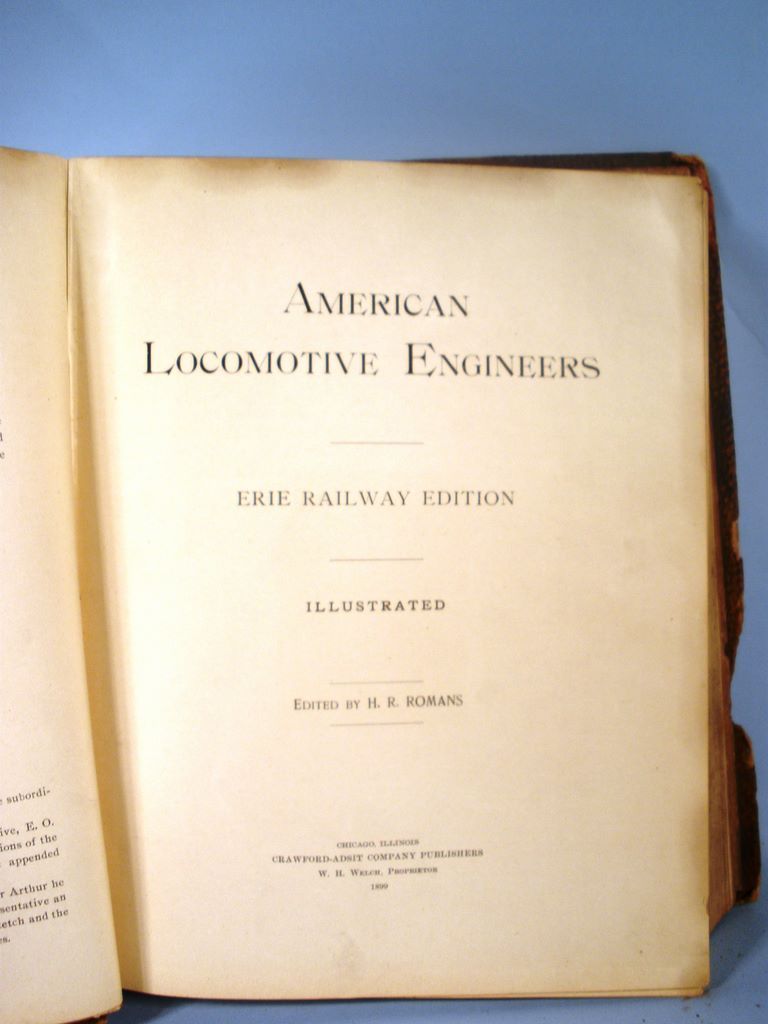 e subordi-
ive, E. O.
ions of the
appended
r Arthur he
sentative an
etch and the
es.
AMERICAN
LOCOMOTIVE ENGINEERS
ERIE RAILWAY EDITION
ILLUSTRATED
EDITED BY H. R. ROMANS
CHICAGO, ILLINOIS
CRAWFORD-ADSIT COMPANY PUBLISHERS
W. H. WELCH, PROPRIETOR
1899